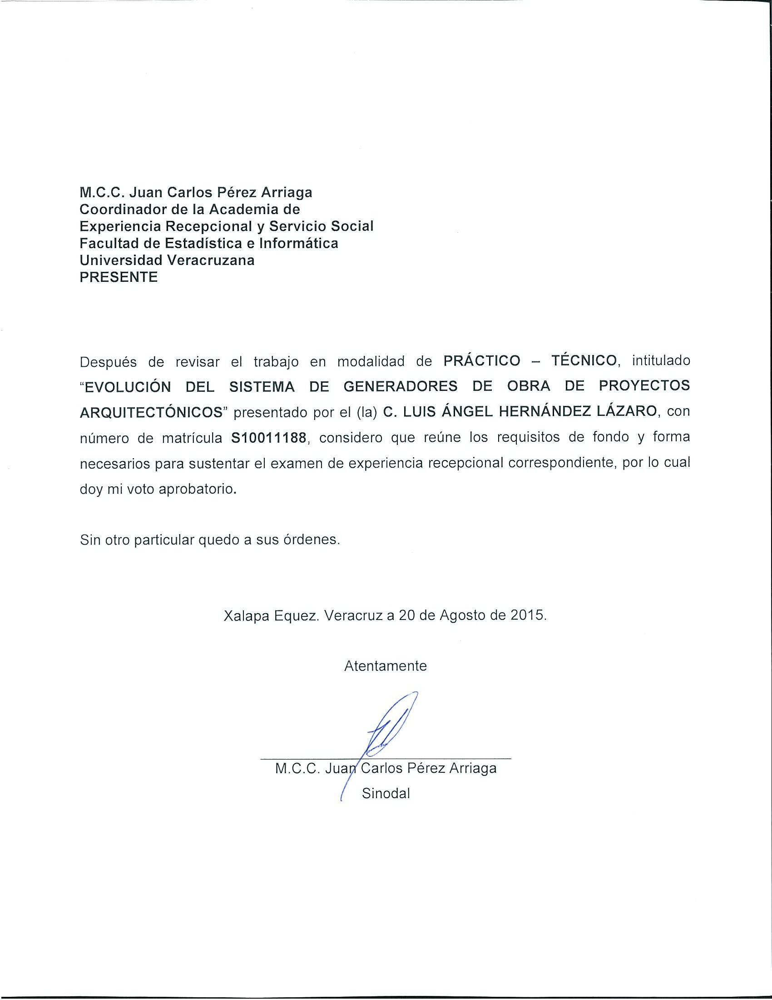 M.C.C. Juan Carlos Pérez Arriaga
Coordinador de la Academia de
Experiencia Recepcional y Servicio Social
Facultad de Estadística e Informática
Universidad Veracruzana
PRESENTE
Después de revisar el trabajo en modalidad de PRÁCTICO – TÉCNICO, intitulado
“EVOLUCIÓN DEL SISTEMA DE GENERADORES DE OBRA DE PROYECTOS
ARQUITECTÓNICOS” presentado por el (la) C. LUIS ÁNGEL HERNÁNDEZ LÁZARO, con
número de matrícula S10011188, considero que reúne los requisitos de fondo y forma
necesarios para sustentar el examen de experiencia recepcional correspondiente, por lo cual
doy mi voto aprobatorio.
Sin otro particular quedo a sus órdenes.
Xalapa Equez. Veracruz a 20 de Agosto de 2015.
Atentamente
M.C.C. Juan Carlos Pérez Arriaga
Sinodal